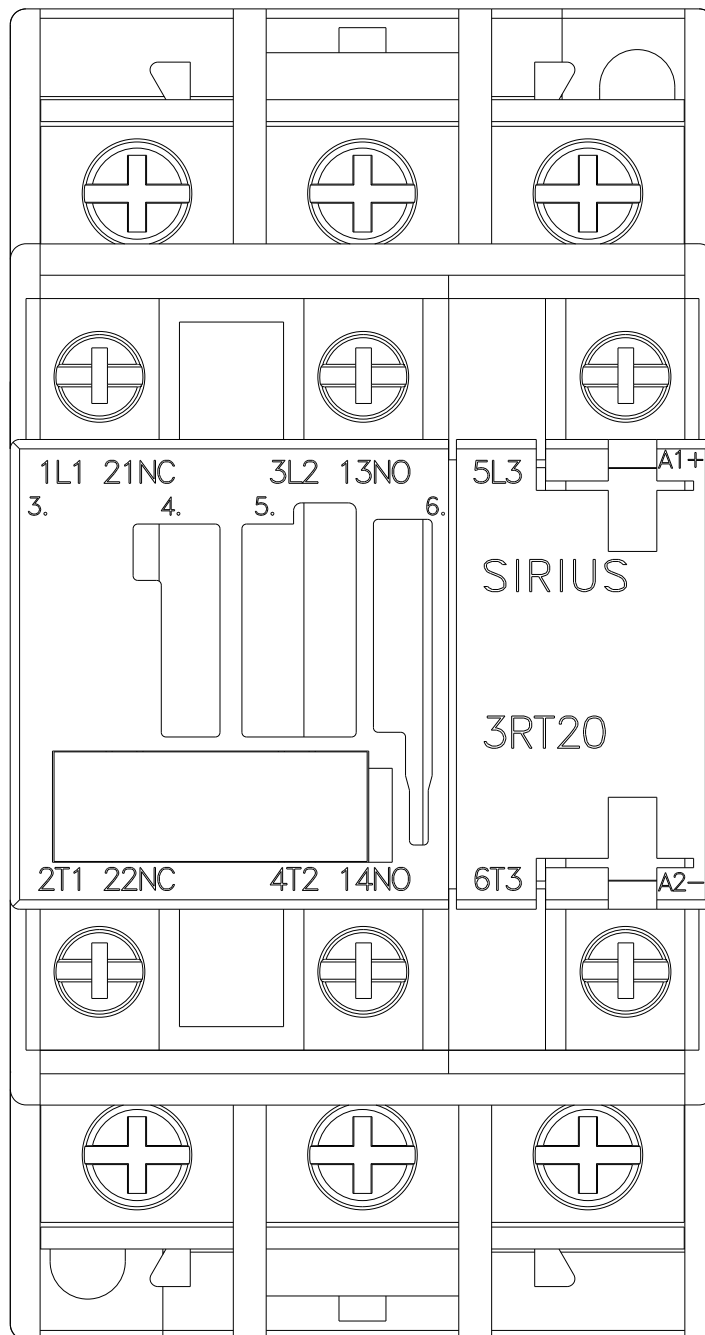 1L1 21NC 3L2 13NO 5L3 A1+
3. 4. 5. 6.
SIRIUS
3RT20
2T1 22NC 4T2 14NO 6T3 A2-